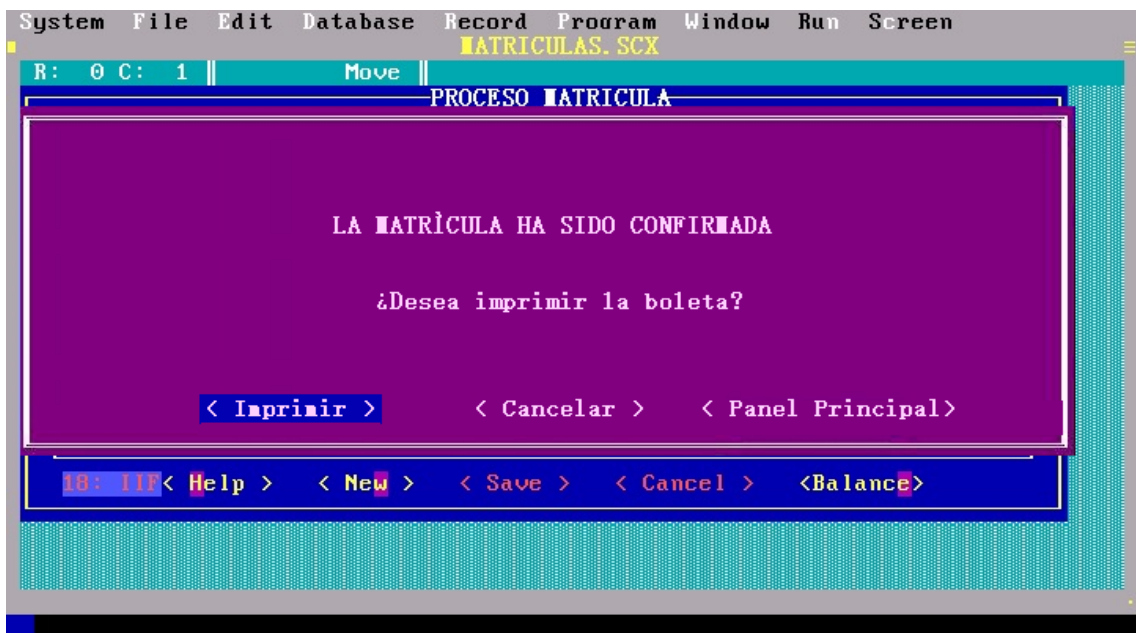 System File Edit Database Record Program Window Run Screen
MATRICULAS.SCX
R: 0 C: 1 Move
PROCESO MATRICULA
LA MATRÌCULA HA SIDO CONFIRMADA
¿Desea imprimir la boleta?
< Imprimir > < Cancelar > < Panel Principal>
18: IIF< Help > < New > < Save > < Cancel > <Balance>